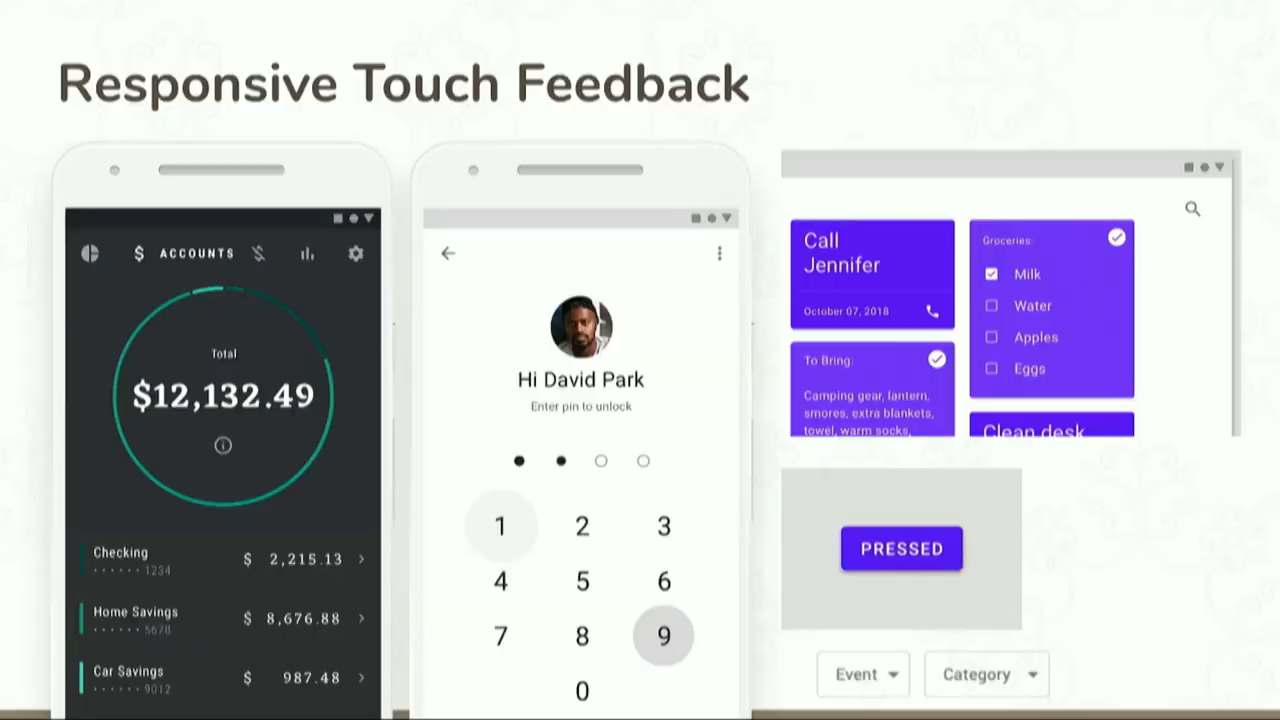 Responsive Touch Feedback
$ ACCOUNTS
Total
$12,132.49
Checking
$ 2,215.13 >
· · · · · · 1234
Home Savings
$ 8,676.88 >
· · · · · · 5678
Car Savings
$ 987.48 >
· · · · · · 9012
Hi David Park
Enter pin to unlock
1 2 3
4 5 6
7 8 9
0
Call
Jennifer
October 07, 2018
To Bring:
Camping gear, lantern,
smores, extra blankets,
towel, warm socks,
Groceries:
Milk
Water
Apples
Eggs
Clean desk
PRESSED
Event
Category